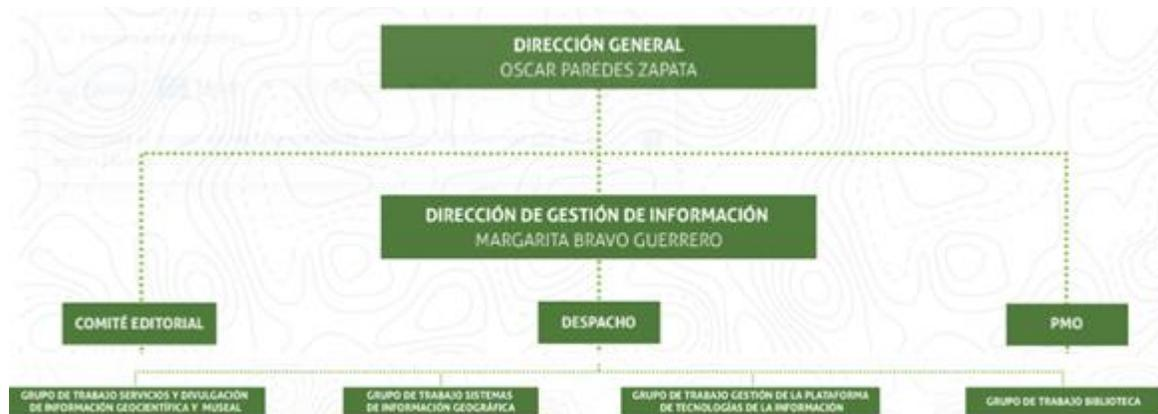 DIRECCIÓN GENERAL
OSCAR PAREDES ZAPATA
DIRECCIÓN DE GESTIÓN DE INFORMACIÓN
MARGARITA BRAVO GUERRERO
COMITÉ EDITORIAL
DESPACHO
PMO
GRUPO DE TRABAJO SERVICIOS Y DIVULGACIÓN
DE INFORMACIÓN GEOCIENTÍFICA Y MUSEAL
GRUPO DE TRABAJO SISTEMAS
DE INFORMACIÓN GEOGRÁFICA
GRUPO DE TRABAJO GESTIÓN DE LA PLATAFORMA
DE TECNOLOGÍAS DE LA INFORMACIÓN
GRUPO DE TRABAJO BIBLIOTECA